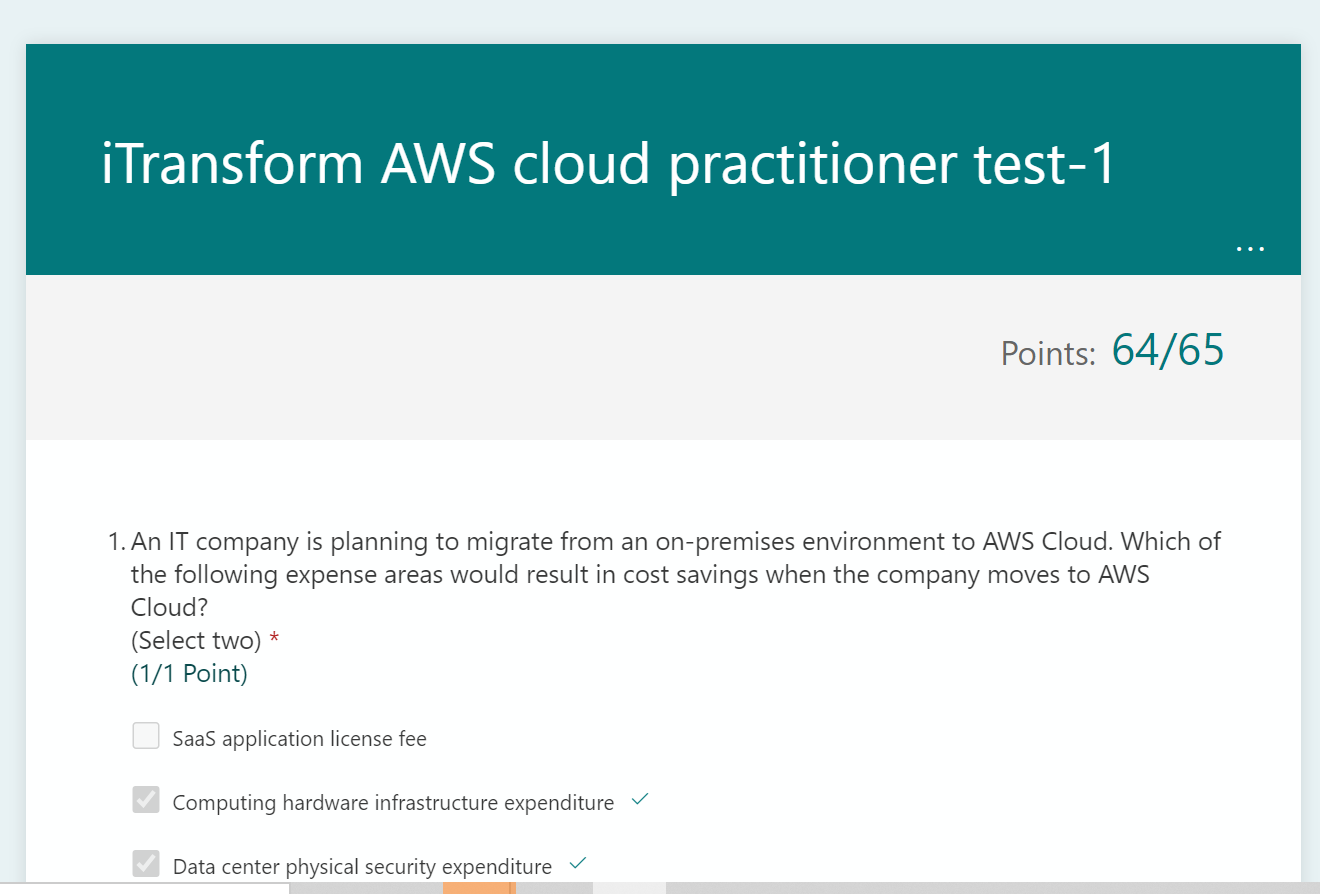 iTransform AWS cloud practitioner test-1
...
Points: 64/65
1. An IT company is planning to migrate from an on-premises environment to AWS Cloud. Which of
the following expense areas would result in cost savings when the company moves to AWS
Cloud?
(Select two) *
(1/1 Point)
SaaS application license fee
Computing hardware infrastructure expenditure
Data center physical security expenditure